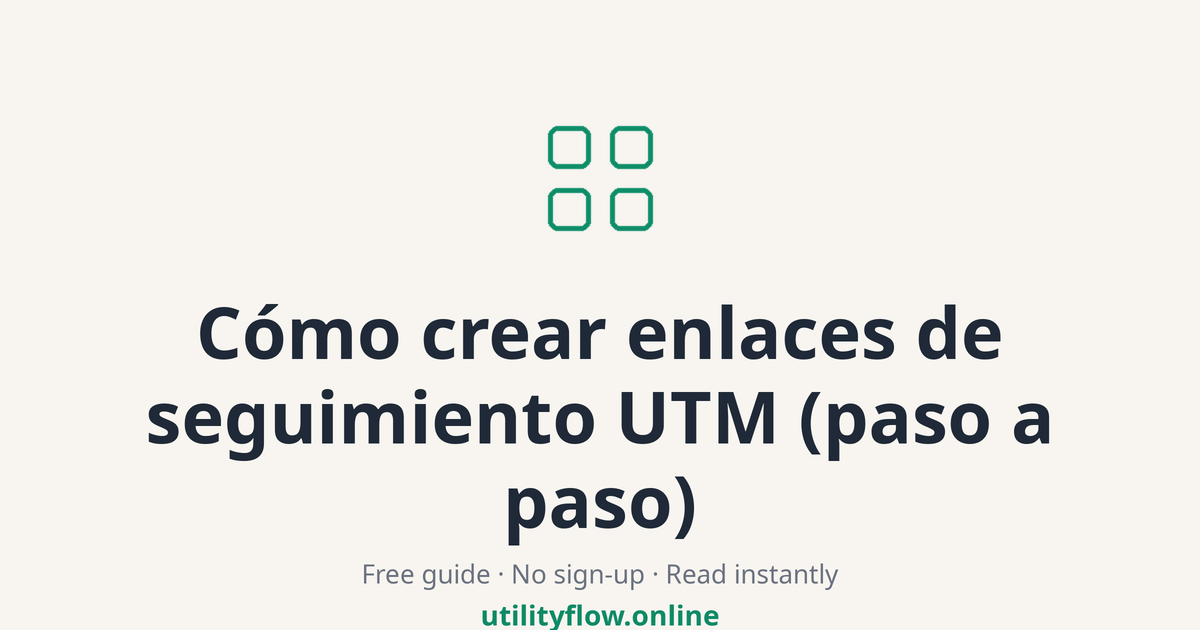 Cómo crear enlaces de
seguimiento UTM (paso a
paso)
Free guide · No sign-up · Read instantly
utilityflow.online